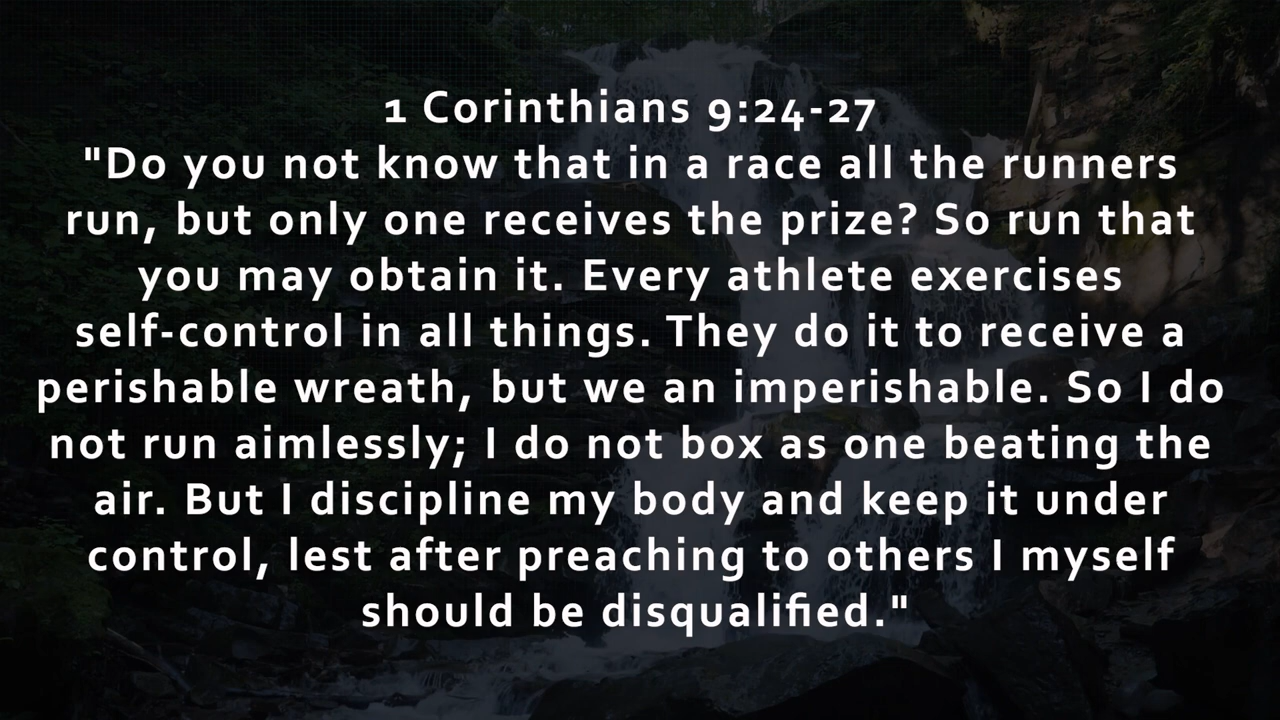 1 Corinthians 9:24-27
"Do you not know that in a race all the runners
run, but only one receives the prize? So run that
you may obtain it. Every athlete exercises
self-control in all things. They do it to receive a
perishable wreath, but we an imperishable. So I do
not run aimlessly; I do not box as one beating the
air. But I discipline my body and keep it under
control, lest after preaching to others I myself
should be disqualified."